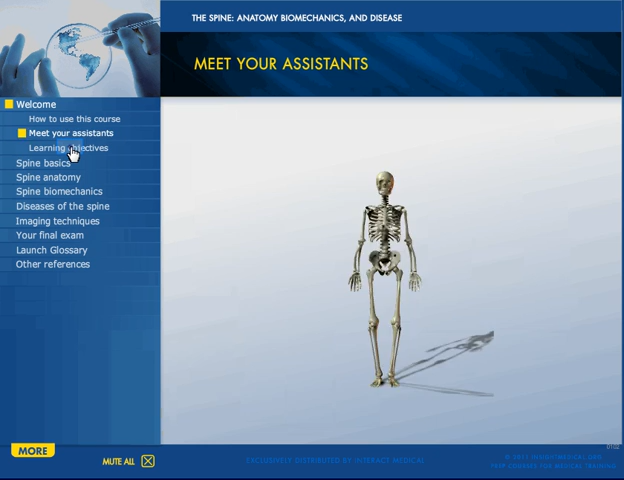 THE SPINE: ANATOMY BIOMECHANICS, AND DISEASE
MEET YOUR ASSISTANTS
Welcome
How to use this course
Meet your assistants
Learning objectives
Spine basics
Spine anatomy
Spine biomechanics
Diseases of the spine
Imaging techniques
Your final exam
Launch Glossary
Other references
MORE
MUTE ALL
EXCLUSIVELY DISTRIBUTED BY INTERACT MEDICAL